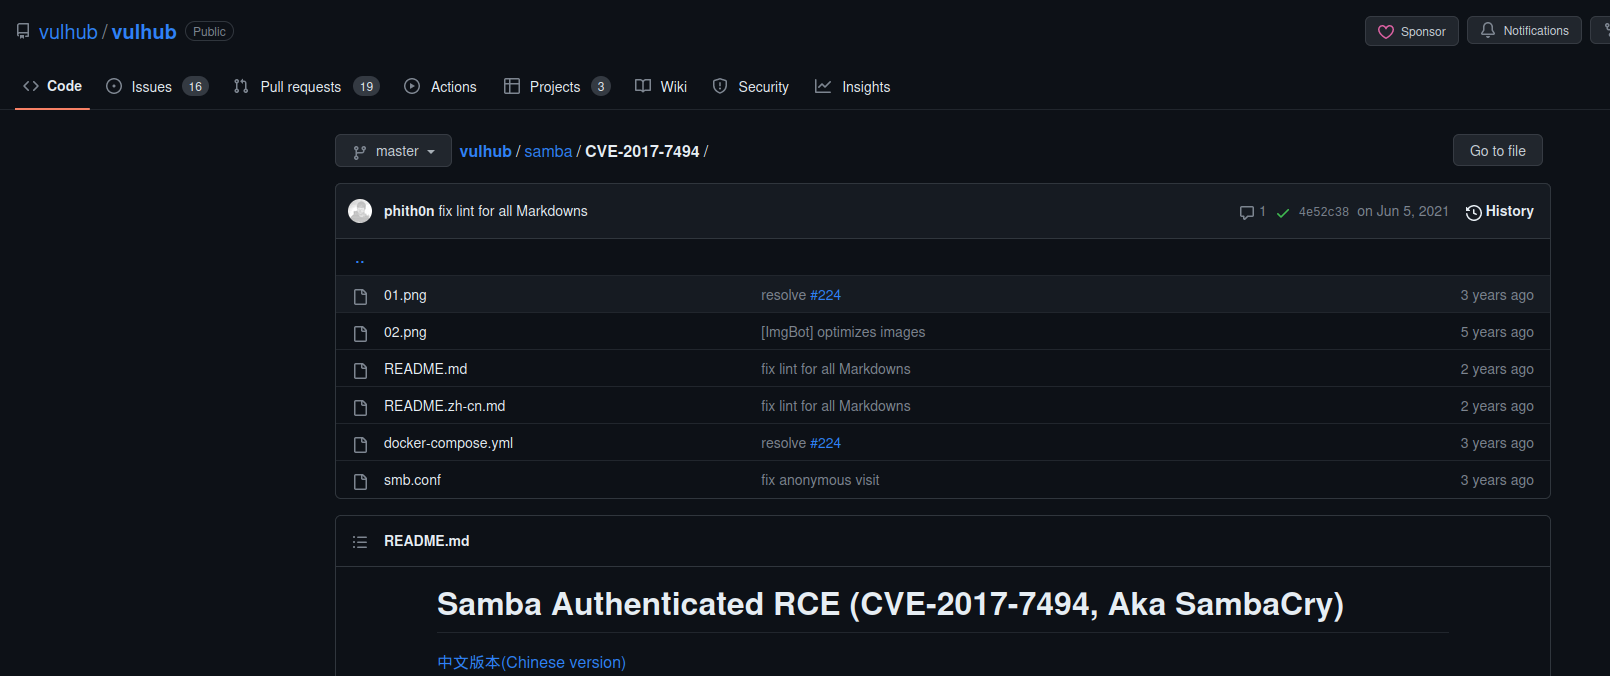 vulhub / vulhub Public Sponsor Notifications
Code Issues 16 Pull requests 19 Actions Projects 3 Wiki Security Insights
master vulhub / samba / CVE-2017-7494 / Go to file
phith0n fix lint for all Markdowns 1 4e52c38 on Jun 5, 2021 History
..
01.png resolve #224 3 years ago
02.png [ImgBot] optimizes images 5 years ago
README.md fix lint for all Markdowns 2 years ago
README.zh-cn.md fix lint for all Markdowns 2 years ago
docker-compose.yml resolve #224 3 years ago
smb.conf fix anonymous visit 3 years ago
README.md
Samba Authenticated RCE (CVE-2017-7494, Aka SambaCry)
中文版本(Chinese version)